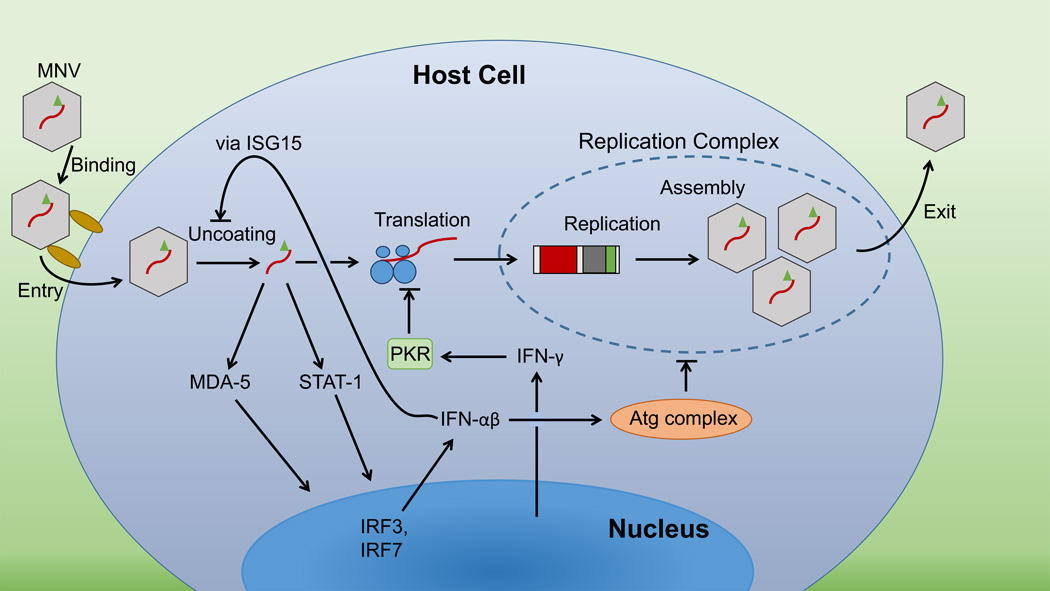 Host Cell
MNV
Binding
Entry
via ISG15
Uncoating
Translation
Replication Complex
Assembly
Replication
Exit
PKR
IFN-γ
MDA-5
STAT-1
IFN-αβ
Atg complex
IRF3,
IRF7
Nucleus